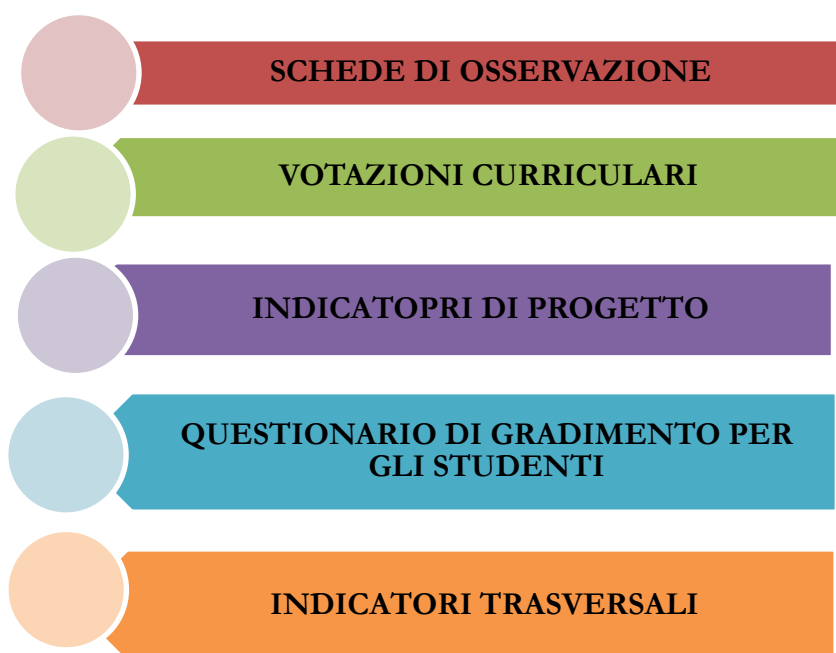 SCHEDE DI OSSERVAZIONE
VOTAZIONI CURRICULARI
INDICATOPRI DI PROGETTO
QUESTIONARIO DI GRADIMENTO PER
GLI STUDENTI
INDICATORI TRASVERSALI